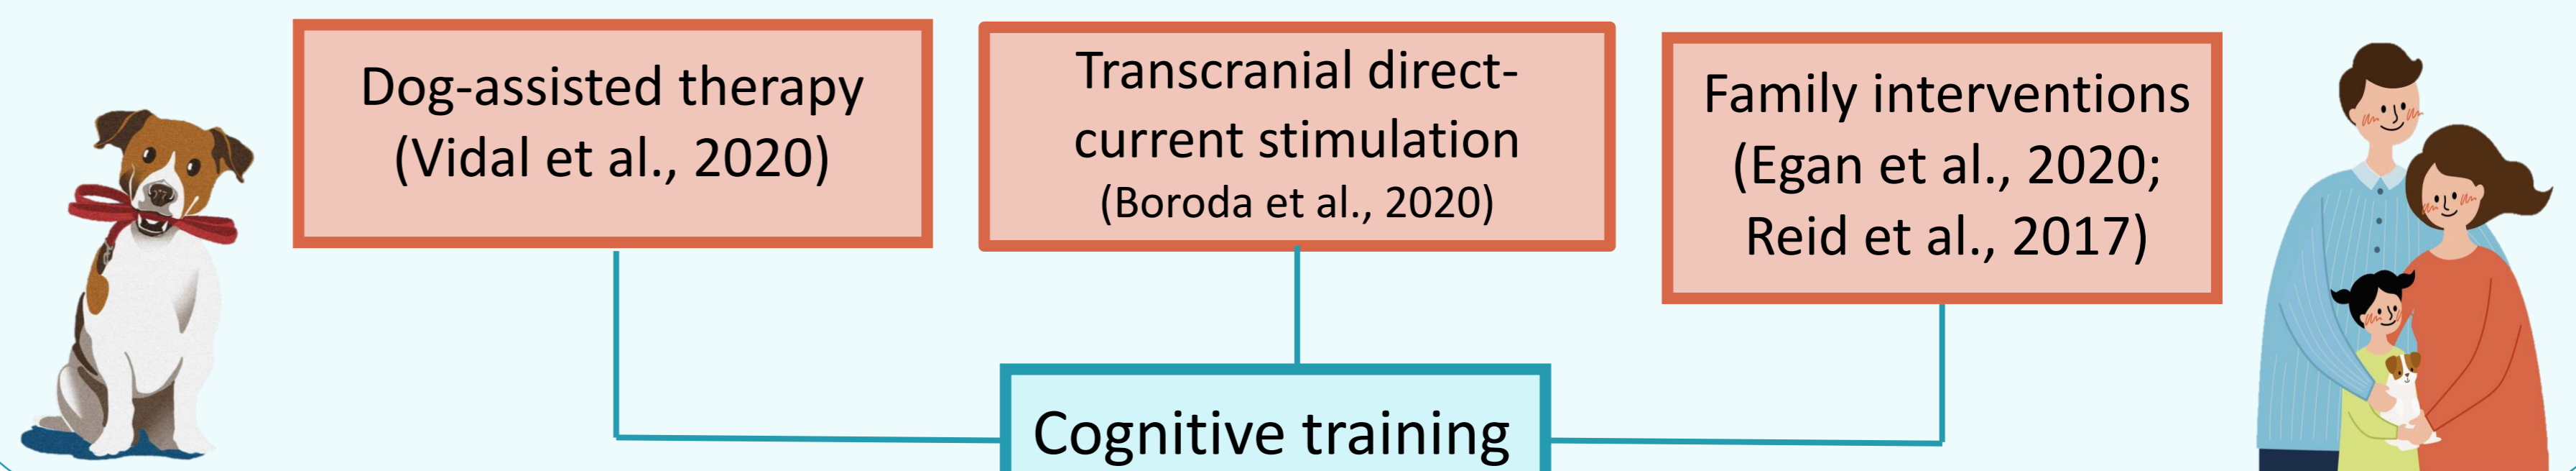 Dog-assisted therapy
(Vidal et al., 2020)
Transcranial direct-
current stimulation
(Boroda et al., 2020)
Family interventions
(Egan et al., 2020;
Reid et al., 2017)
Cognitive training